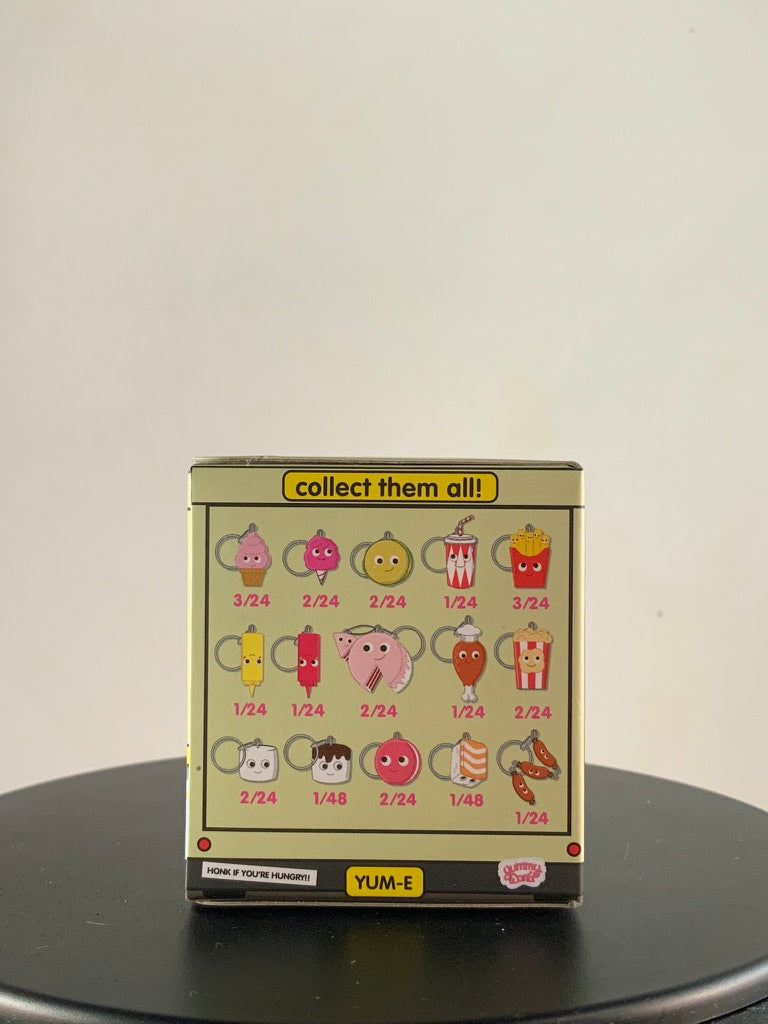 collect them all!
3/24 2/24 2/24 1/24 3/24
1/24 1/24 2/24 1/24 2/24
2/24 1/48 2/24 1/48 1/24
HONK IF YOU'RE HUNGRY!!
YUM-E
yummy
world